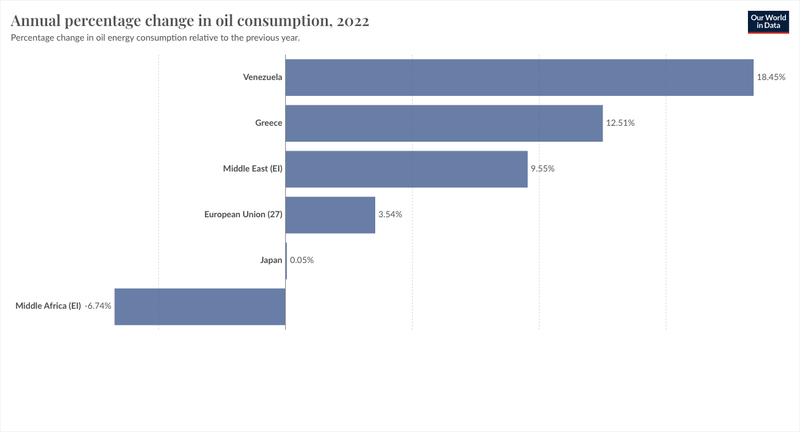 Annual percentage change in oil consumption, 2022
Percentage change in oil energy consumption relative to the previous year.
Our World
in Data
Venezuela 18.45%
Greece 12.51%
Middle East (EI) 9.55%
European Union (27) 3.54%
Japan 0.05%
Middle Africa (EI) -6.74%